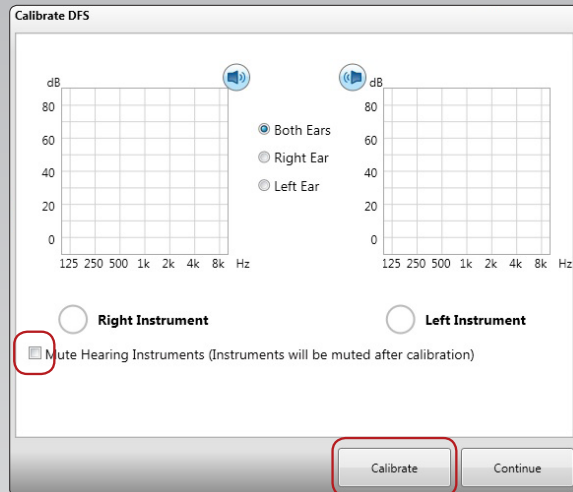 Calibrate DFS
dB
80
60
40
20
0
125 250 500 1k 2k 4k 8k Hz
Both Ears
Right Ear
Left Ear
dB
80
60
40
20
0
125 250 500 1k 2k 4k 8k Hz
Right Instrument
Left Instrument
Mute Hearing Instruments (Instruments will be muted after calibration)
Calibrate
Continue